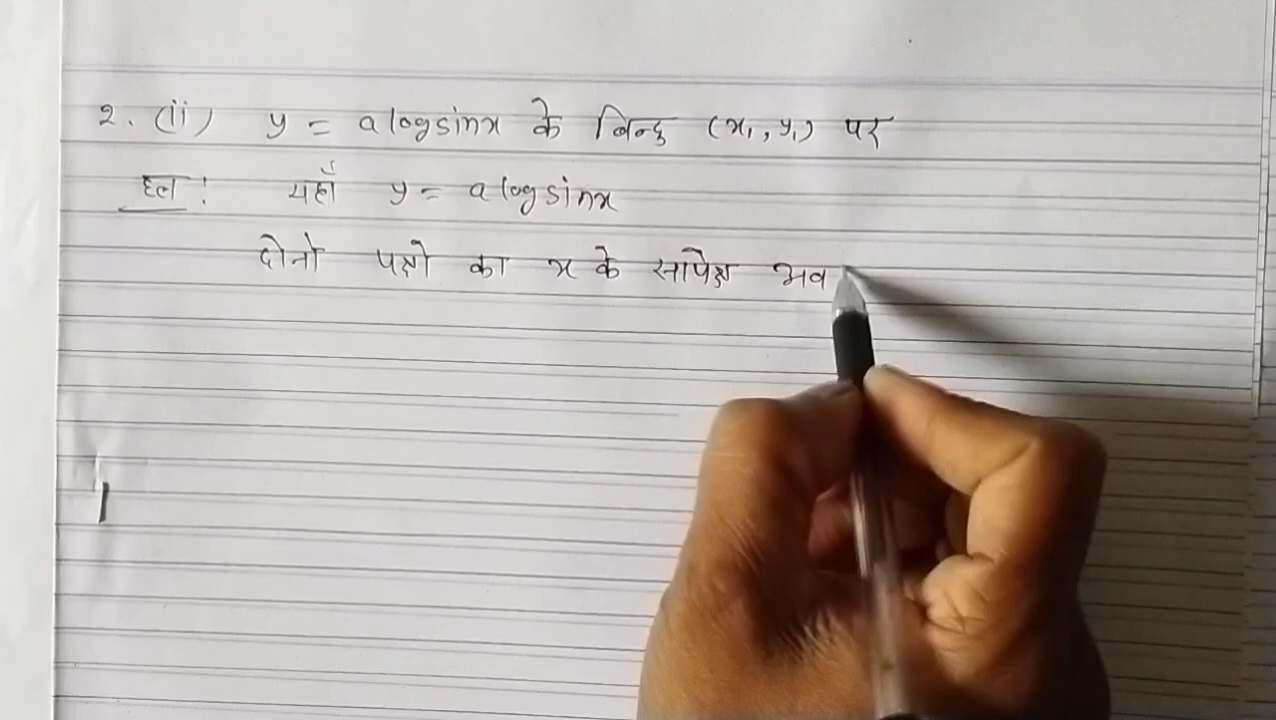 2. (ii) y = a log sin x के बिन्दु (x₁, y₁) पर
हल : यहाँ y = a log sin x
दोनो पक्षो का x के सापेक्ष अव